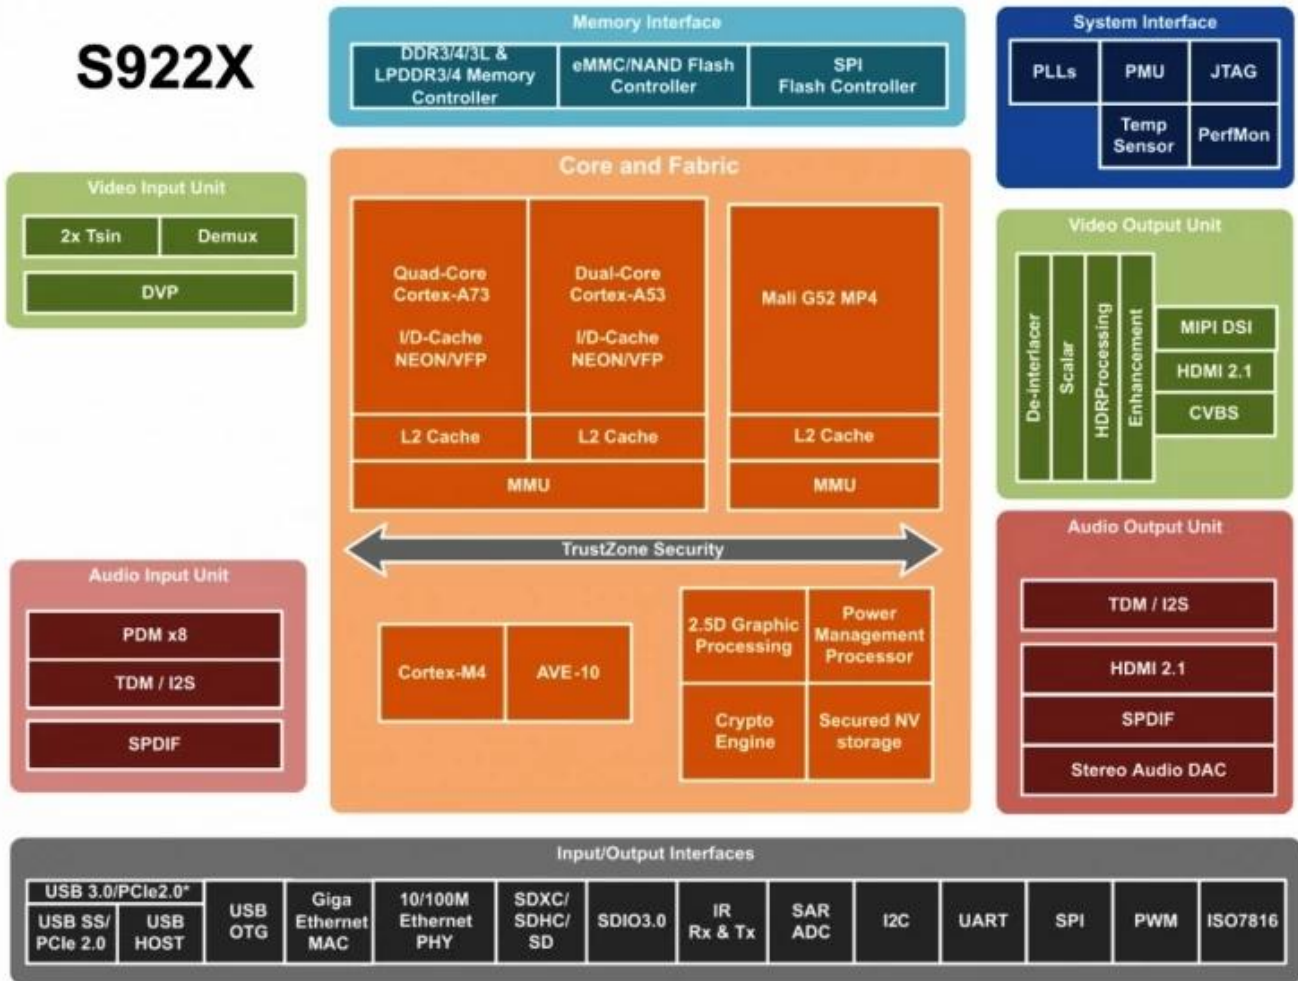 S922X
Memory Interface
DDR3/4/3L &
LPDDR3/4 Memory
Controller
eMMC/NAND Flash
Controller
SPI
Flash Controller
System Interface
PLLs
PMU
JTAG
Temp
Sensor
PerfMon
Video Input Unit
2x Tsin
Demux
DVP
Core and Fabric
Quad-Core
Cortex-A73
I/D-Cache
NEON/VFP
Dual-Core
Cortex-A53
I/D-Cache
NEON/VFP
Mali G52 MP4
L2 Cache
L2 Cache
L2 Cache
MMU
MMU
TrustZone Security
Cortex-M4
AVE-10
2.5D Graphic
Processing
Power
Management
Processor
Crypto
Engine
Secured NV
storage
Video Output Unit
De-interlacer
Scalar
HDRProcessing
Enhancement
MIPI DSI
HDMI 2.1
CVBS
Audio Input Unit
PDM x8
TDM / I2S
SPDIF
Audio Output Unit
TDM / I2S
HDMI 2.1
SPDIF
Stereo Audio DAC
Input/Output Interfaces
USB 3.0/PCIe2.0*
USB SS/
PCIe 2.0
USB
HOST
USB
OTG
Giga
Ethernet
MAC
10/100M
Ethernet
PHY
SDXC/
SDHC/
SD
SDIO3.0
IR
Rx & Tx
SAR
ADC
I2C
UART
SPI
PWM
ISO7816